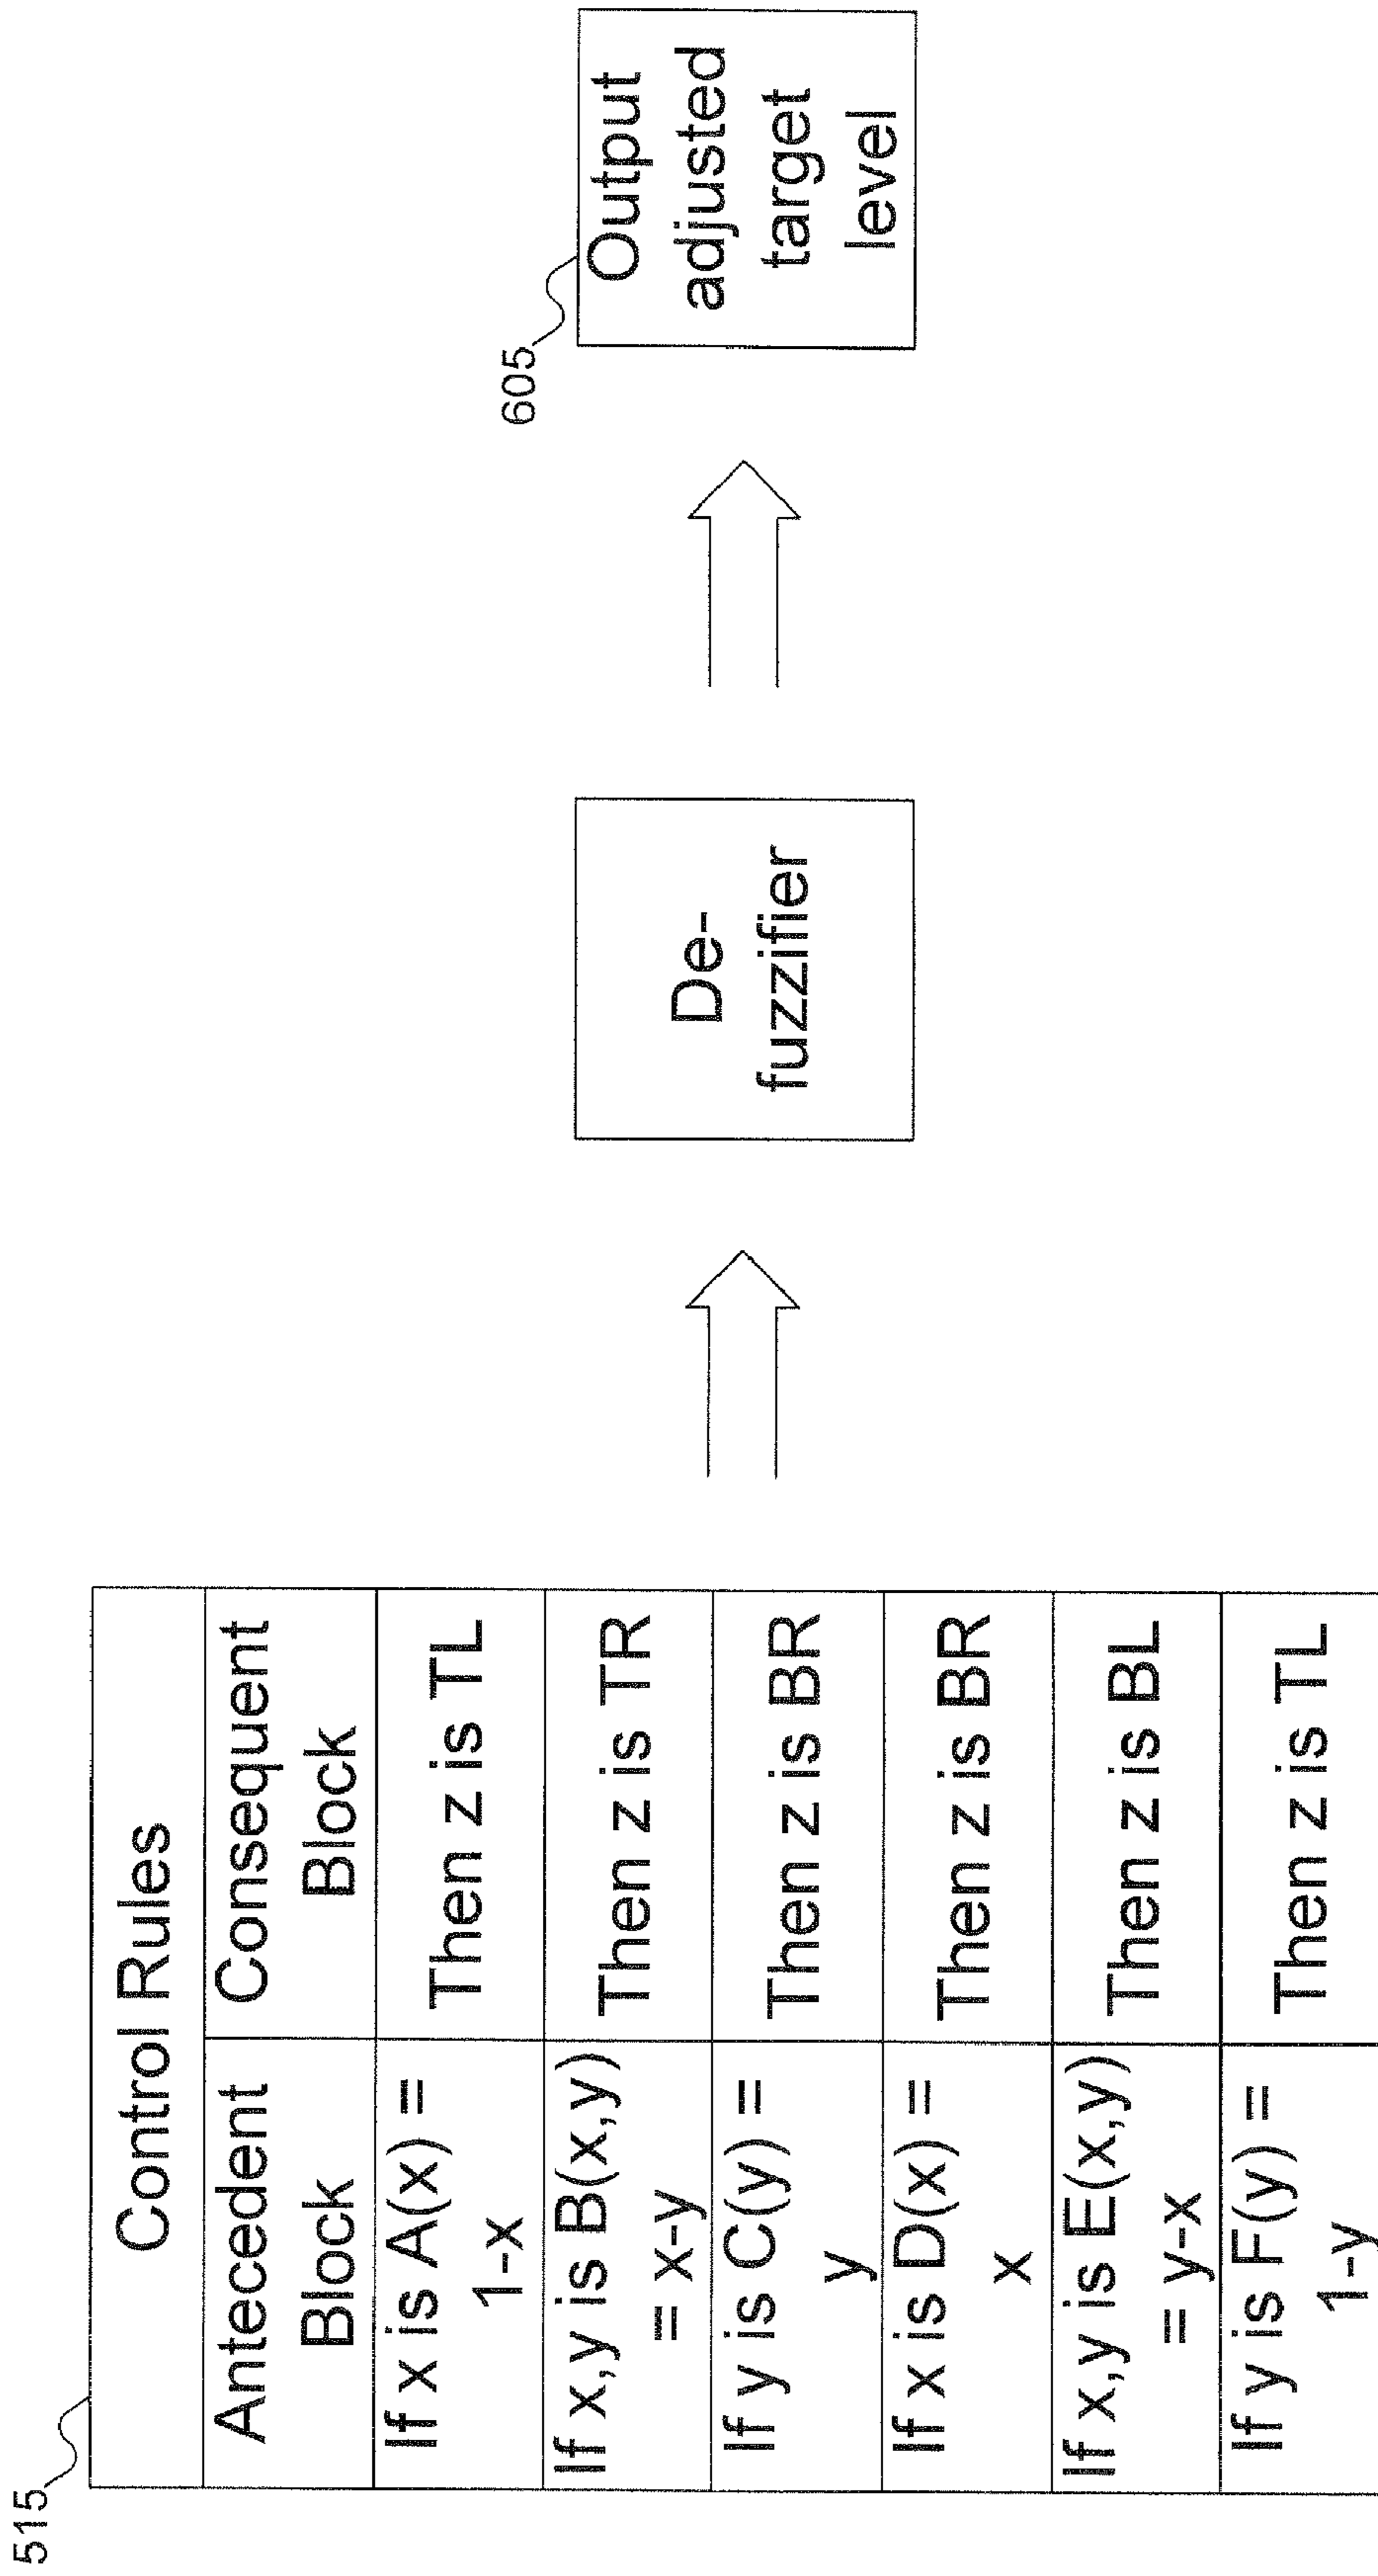 515
Control Rules
Antecedent
Block
Consequent
Block
If x is A(x) =
1-x
Then z is TL
If x,y is B(x,y)
= x-y
Then z is TR
If y is C(y) =
y
Then z is BR
If x is D(x) =
x
Then z is BR
If x,y is E(x,y)
= y-x
Then z is BL
If y is F(y) =
1-y
Then z is TL
De-
fuzzifier
605
Output
adjusted
target
level